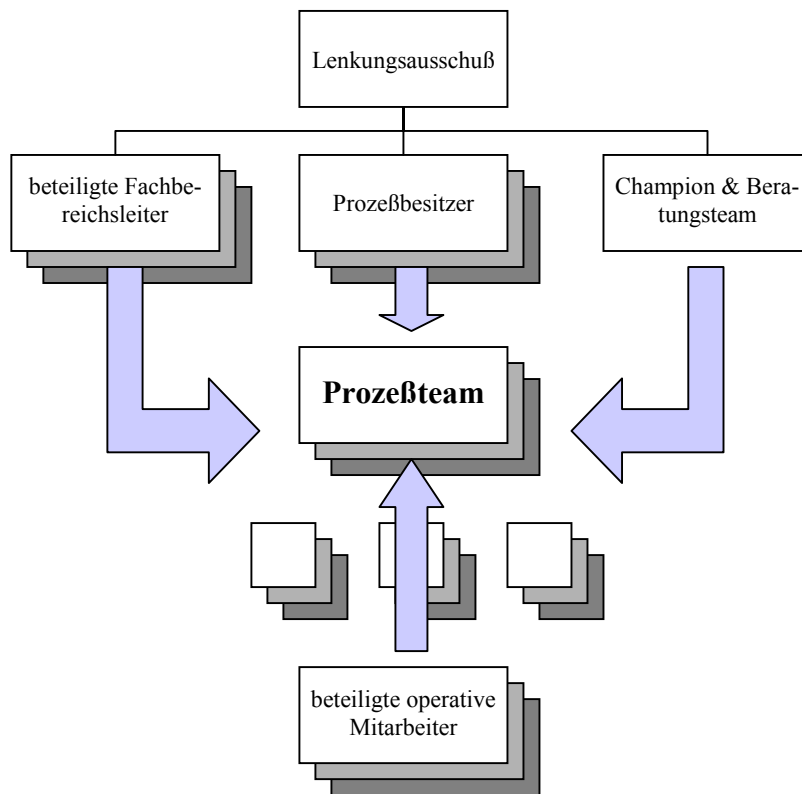 Lenkungsausschuß
beteiligte Fachbe-
reichsleiter
Prozeßbesitzer
Champion & Bera-
tungsteam
Prozeßteam
beteiligte operative
Mitarbeiter